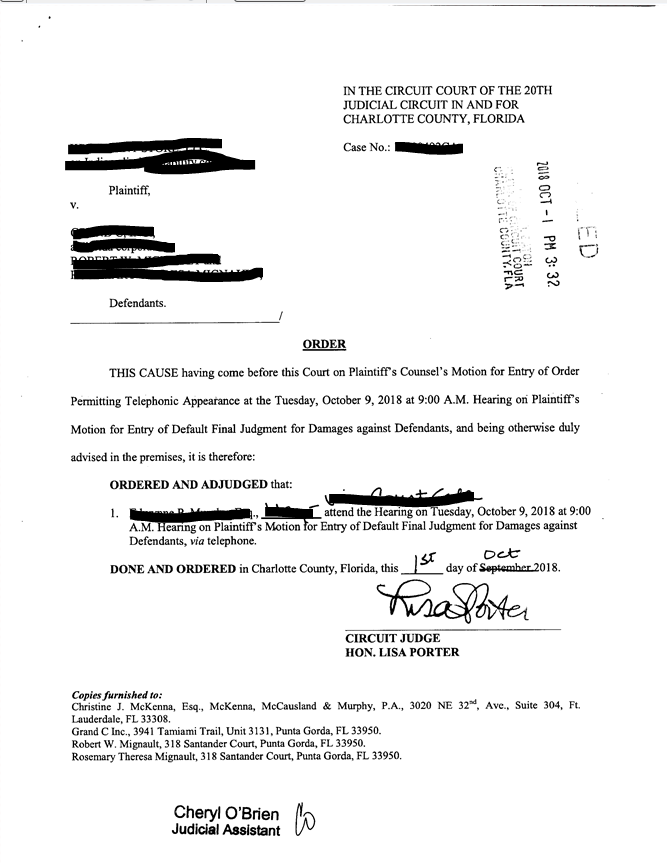 IN THE CIRCUIT COURT OF THE 20TH
JUDICIAL CIRCUIT IN AND FOR
CHARLOTTE COUNTY, FLORIDA
Case No.:
Plaintiff,
v.
Defendants.
/
2018 OCT -1 PM 3:32
CIRCUIT COURT
CHARLOTTE COUNTY, FLA
ORDER
THIS CAUSE having come before this Court on Plaintiff's Counsel's Motion for Entry of Order
Permitting Telephonic Appearance at the Tuesday, October 9, 2018 at 9:00 A.M. Hearing on Plaintiff's
Motion for Entry of Default Final Judgment for Damages against Defendants, and being otherwise duly
advised in the premises, it is therefore:
ORDERED AND ADJUDGED that:
1. attend the Hearing on Tuesday, October 9, 2018 at 9:00
A.M. Hearing on Plaintiff's Motion for Entry of Default Final Judgment for Damages against
Defendants, via telephone.
Oct
DONE AND ORDERED in Charlotte County, Florida, this 1st day of September 2018.
Lisa Porter
CIRCUIT JUDGE
HON. LISA PORTER
Copies furnished to:
Christine J. McKenna, Esq., McKenna, McCausland & Murphy, P.A., 3020 NE 32nd, Ave., Suite 304, Ft.
Lauderdale, FL 33308.
Grand C Inc., 3941 Tamiami Trail, Unit 3131, Punta Gorda, FL 33950.
Robert W. Mignault, 318 Santander Court, Punta Gorda, FL 33950.
Rosemary Theresa Mignault, 318 Santander Court, Punta Gorda, FL 33950.
Cheryl O'Brien
Judicial Assistant